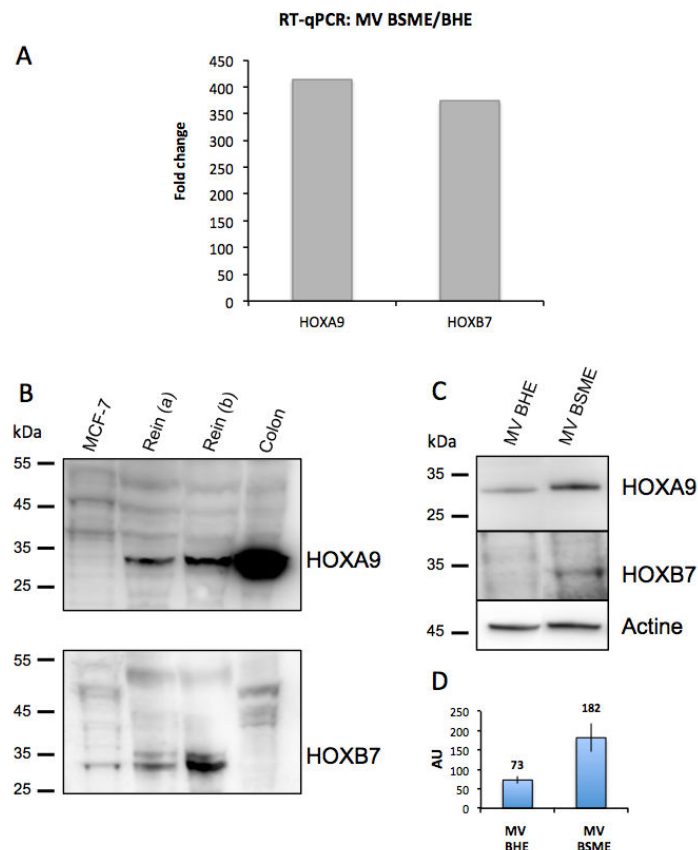 RT-qPCR: MV BSME/BHE
A
Fold change
450
400
350
300
250
200
150
100
50
0
HOXA9
HOXB7
B
kDa
MCF-7
Rein (a)
Rein (b)
Colon
55
45
35
25
HOXA9
55
45
35
25
HOXB7
C
kDa
MV BHE
MV BSME
35
25
HOXA9
35
HOXB7
45
Actine
D
AU
250
200
150
100
50
0
73
182
MV
BHE
MV
BSME